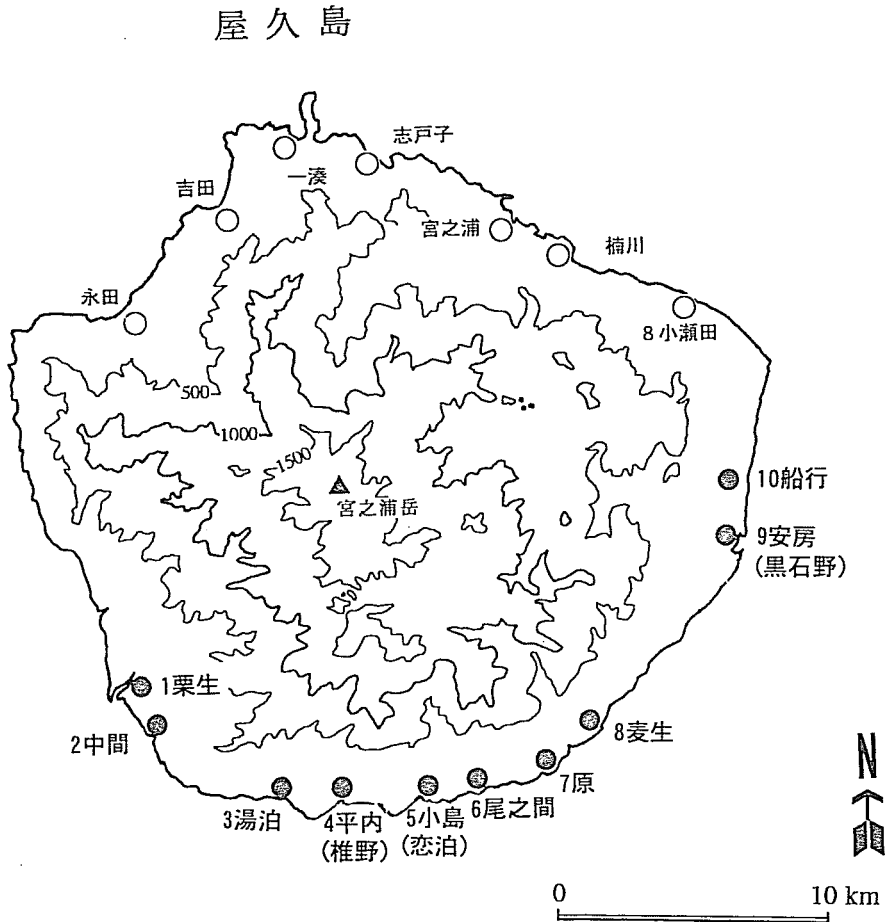 屋久島
志戸子
一湊
吉田
宮之浦
楠川
永田
8小瀬田
500
1000
1500
宮之浦岳
10船行
9安房
(黒石野)
1栗生
2中間
8麦生
7原
3湯泊
4平内
(椎野)
5小島
(恋泊)
6尾之間
N
0
10 km